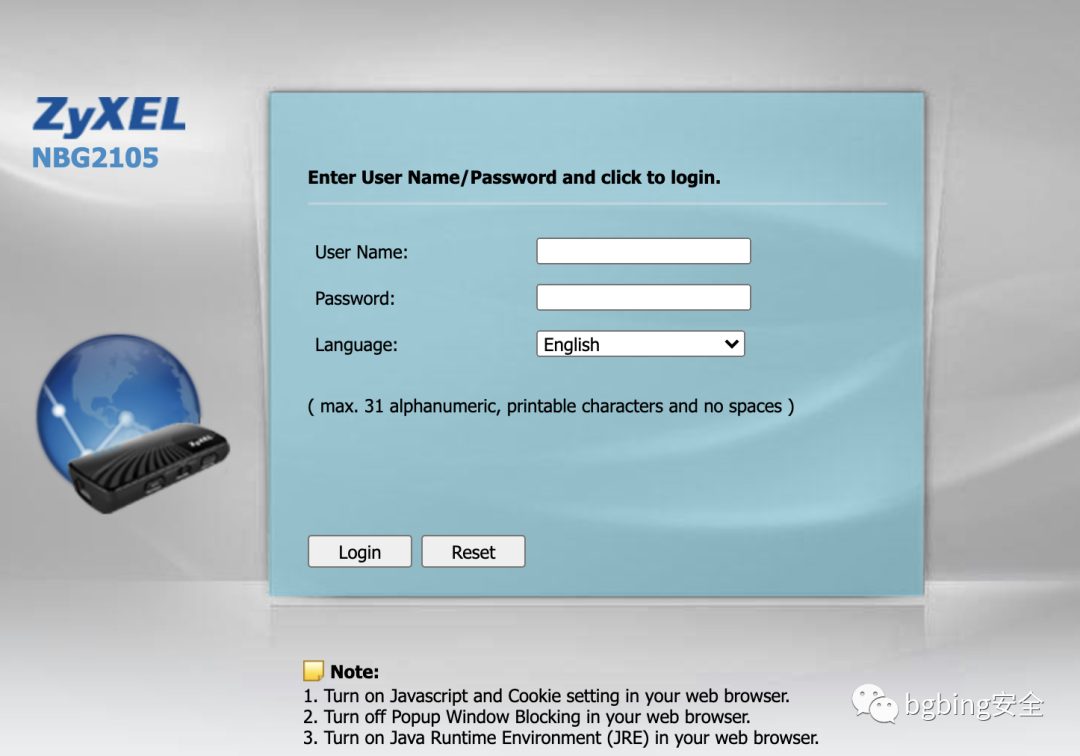 ZyXEL
NBG2105
Enter User Name/Password and click to login.
User Name:
Password:
Language: English
( max. 31 alphanumeric, printable characters and no spaces )
Login Reset
ZyXEL
Note:
1. Turn on Javascript and Cookie setting in your web browser.
2. Turn off Popup Window Blocking in your web browser.
3. Turn on Java Runtime Environment (JRE) in your web browser.
bgbing安全